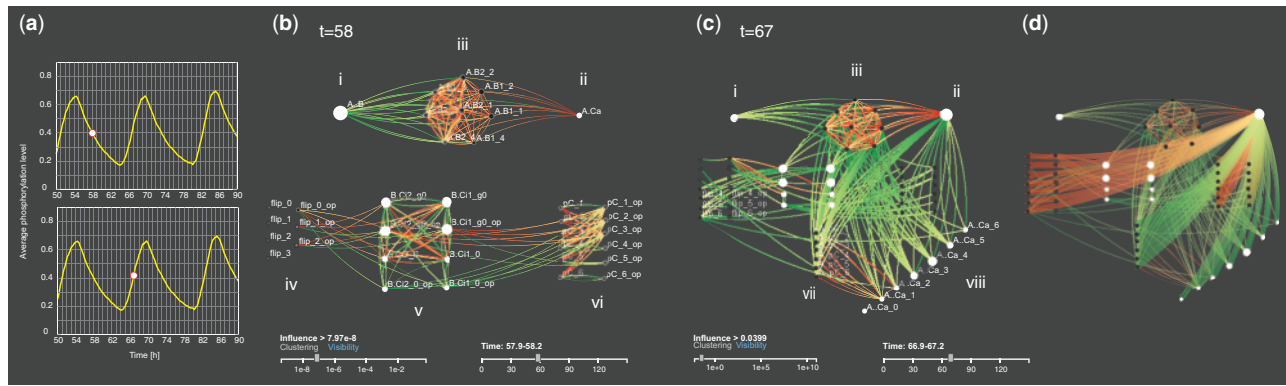 (a)
0.8
0.6
0.4
0.2
0
50 54 58 62 66 70 74 78 82 86 90
0.8
0.6
0.4
0.2
0
50 54 58 62 66 70 74 78 82 86 90
Average phosphorylation level
Time [h]
(b)
t=58
i
ii
iii
A..B
A.B2_2
A.B1_2
A.B2_1
A.B1_1
A.B1_4
A.Ca
flip_0
flip_0_op
flip_1
flip_1_op
flip_2
flip_2_op
flip_3
B.Ci2_g0
B.Ci1_g0
B.Ci1_g0_op
B.Ci1_0
B.Ci2_0_op
B.Ci1_0_op
pC_1
pC_1_op
pC_2_op
pC_3_op
pC_4_op
pC_5_op
pC_6_op
iv
v
vi
Influence > 7.97e-8
Clustering Visibility
1e-8 1e-6 1e-4 1e-2
Time: 57.9-58.2
0 30 60 90 120
(c)
t=67
i
ii
iii
flip_5_op
A..Ca_6
A..Ca_5
A..Ca_4
A..Ca_3
A..Ca_2
A..Ca_1
A..Ca_0
vii
viii
Influence > 0.0399
Clustering Visibility
1e+0 1e+5 1e+10
Time: 66.9-67.2
0 30 60 90 120
(d)